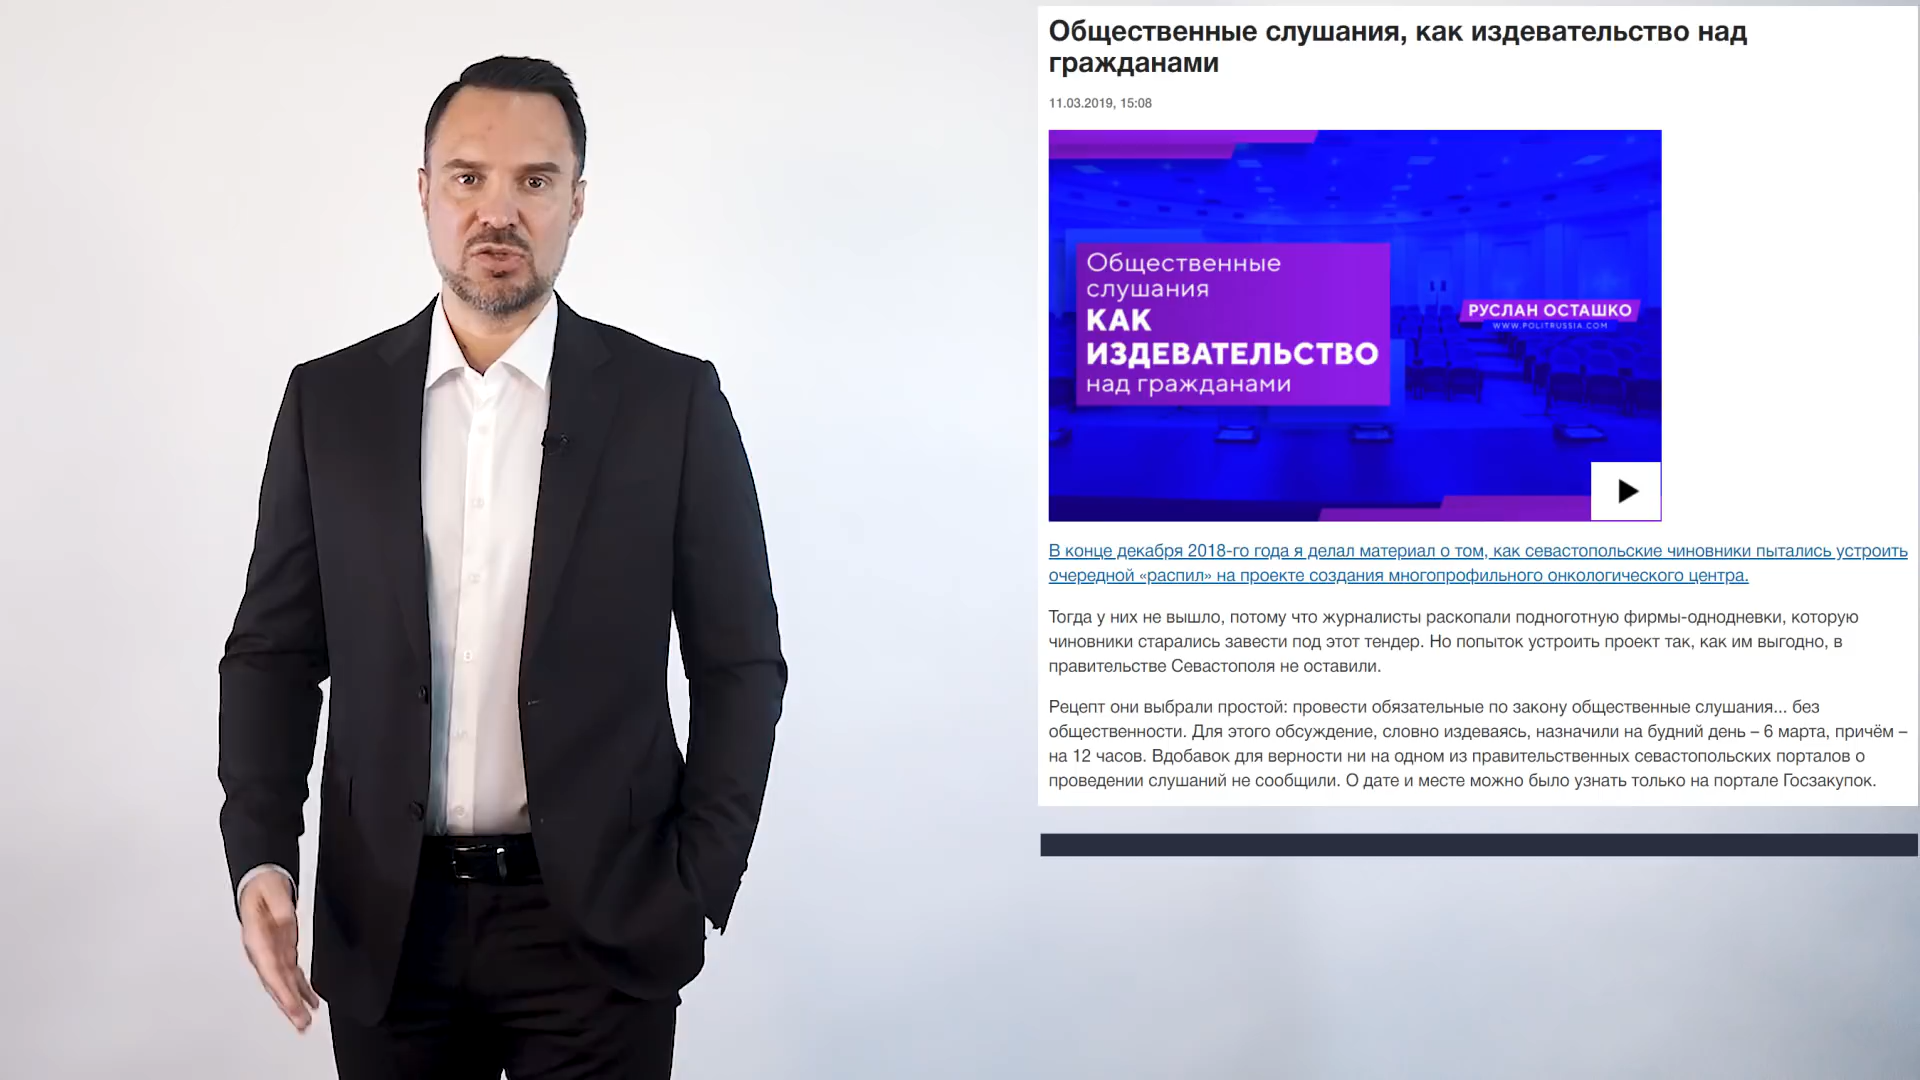 Общественные слушания, как издевательство над
гражданами
11.03.2019, 15:08
Общественные
слушания
КАК
ИЗДЕВАТЕЛЬСТВО
над гражданами
РУСЛАН ОСТАШКО
WWW.POLITRUSSIA.COM
В конце декабря 2018-го года я делал материал о том, как севастопольские чиновники пытались устроить
очередной «распил» на проекте создания многопрофильного онкологического центра.
Тогда у них не вышло, потому что журналисты раскопали подноготную фирмы-однодневки, которую
чиновники старались завести под этот тендер. Но попыток устроить проект так, как им выгодно, в
правительстве Севастополя не оставили.
Рецепт они выбрали простой: провести обязательные по закону общественные слушания... без
общественности. Для этого обсуждение, словно издеваясь, назначили на будний день – 6 марта, причём –
на 12 часов. Вдобавок для верности ни на одном из правительственных севастопольских порталов о
проведении слушаний не сообщили. О дате и месте можно было узнать только на портале Госзакупок.